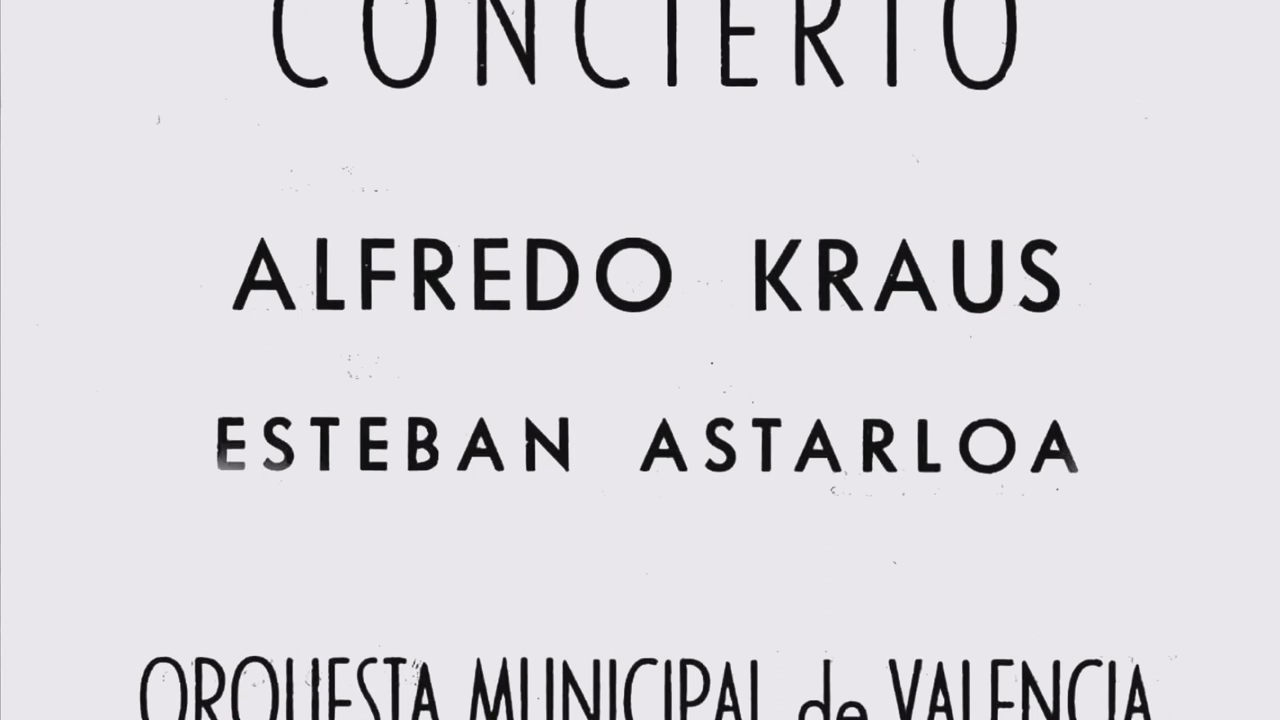 CONCIERTO
ALFREDO KRAUS
ESTEBAN ASTARLOA
ORQUESTA MUNICIPAL de VALENCIA